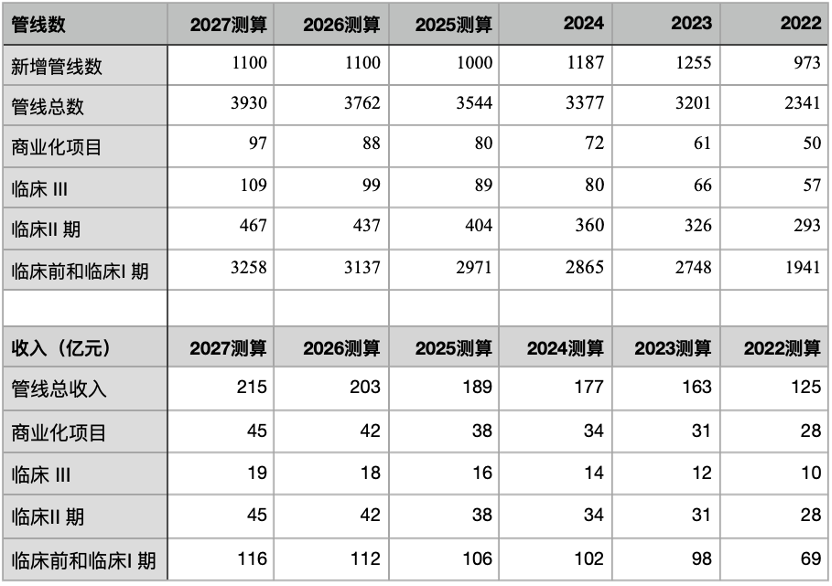 管线数 2027测算 2026测算 2025测算 2024 2023 2022
新增管线数 1100 1100 1000 1187 1255 973
管线总数 3930 3762 3544 3377 3201 2341
商业化项目 97 88 80 72 61 50
临床 III 109 99 89 80 66 57
临床II 期 467 437 404 360 326 293
临床前和临床I 期 3258 3137 2971 2865 2748 1941
收入（亿元） 2027测算 2026测算 2025测算 2024测算 2023测算 2022测算
管线总收入 215 203 189 177 163 125
商业化项目 45 42 38 34 31 28
临床 III 19 18 16 14 12 10
临床II 期 45 42 38 34 31 28
临床前和临床I 期 116 112 106 102 98 69